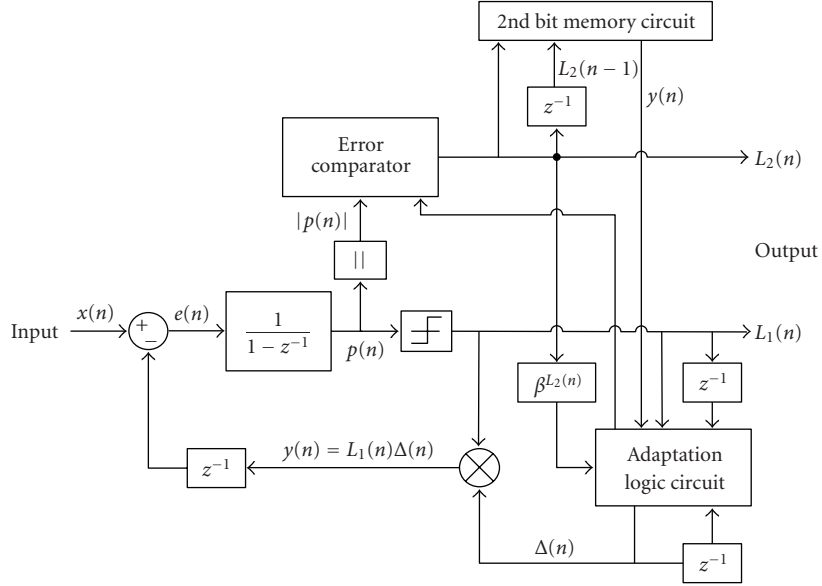 2nd bit memory circuit
L₂(n − 1)
y(n)
z⁻¹
Error
comparator
L₂(n)
|p(n)|
| |
Output
Input
x(n)
+
−
e(n)
1
1 − z⁻¹
p(n)
L₁(n)
β^{L₂(n)}
z⁻¹
z⁻¹
y(n) = L₁(n)Δ(n)
Adaptation
logic circuit
Δ(n)
z⁻¹